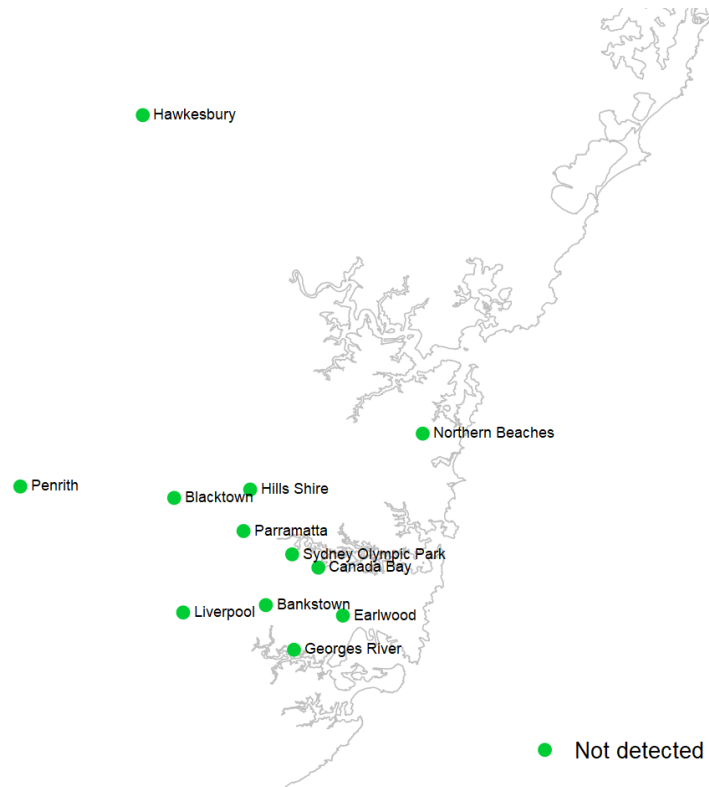 Hawkesbury
Northern Beaches
Penrith
Hills Shire
Blacktown
Parramatta
Sydney Olympic Park
Canada Bay
Bankstown
Liverpool
Earlwood
Georges River
Not detected